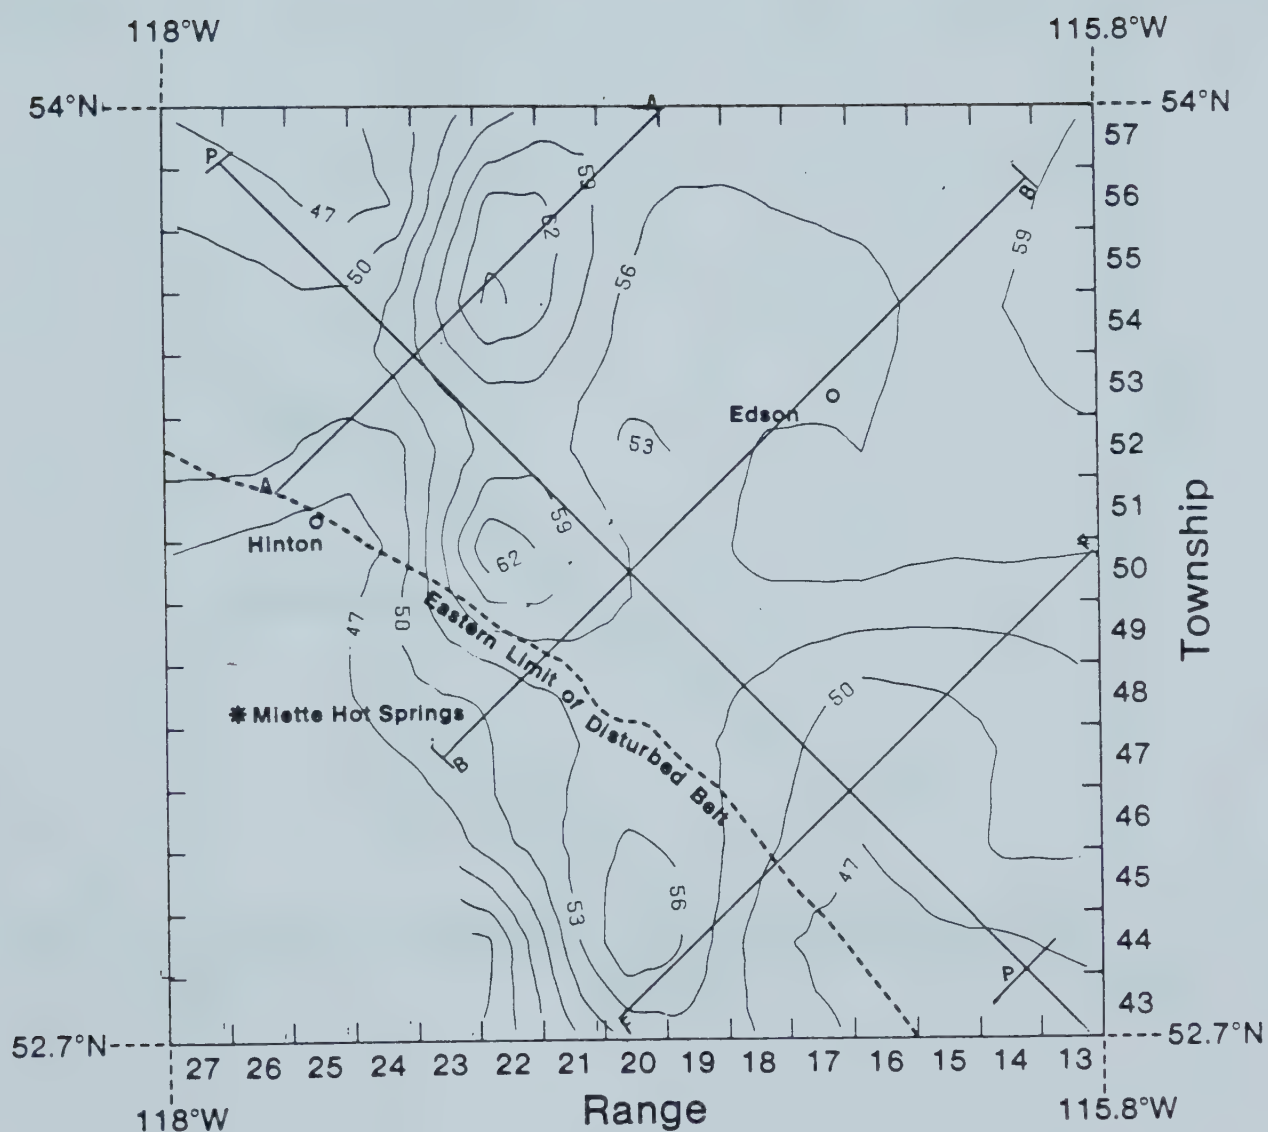 118°W
115.8°W
54°N
A
54°N
57
P
59
56
B
47
62
59
55
50
56
54
53
Edson
53
52
A
51
59
Hinton
62
50
Township
49
47
50
Eastern Limit of Disturbed Belt
50
48
✱ Miette Hot Springs
47
B
46
47
45
56
53
44
P
43
52.7°N
52.7°N
27 26 25 24 23 22 21 20 19 18 17 16 15 14 13
118°W
Range
115.8°W